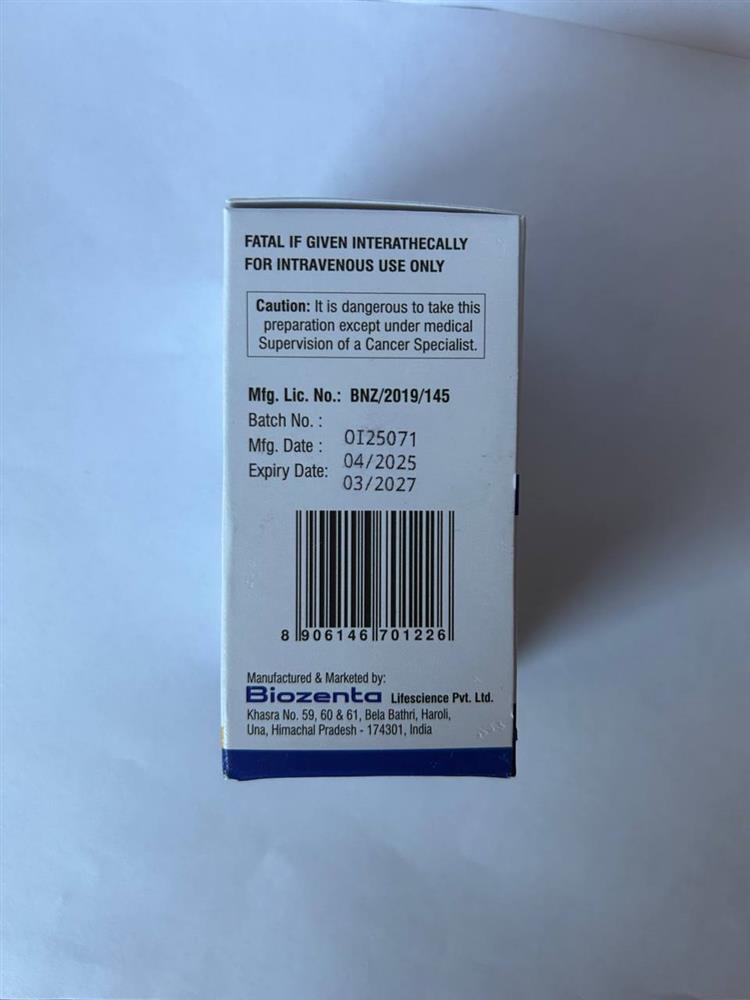 FATAL IF GIVEN INTERATHECALLY
FOR INTRAVENOUS USE ONLY
Caution: It is dangerous to take this
preparation except under medical
Supervision of a Cancer Specialist.
Mfg. Lic. No.: BNZ/2019/145
Batch No. : OI25071
Mfg. Date : 04/2025
Expiry Date: 03/2027
8 906146 701226
Manufactured & Marketed by:
Biozenta Lifescience Pvt. Ltd.
Khasra No. 59, 60 & 61, Bela Bathri, Haroli,
Una, Himachal Pradesh - 174301, India